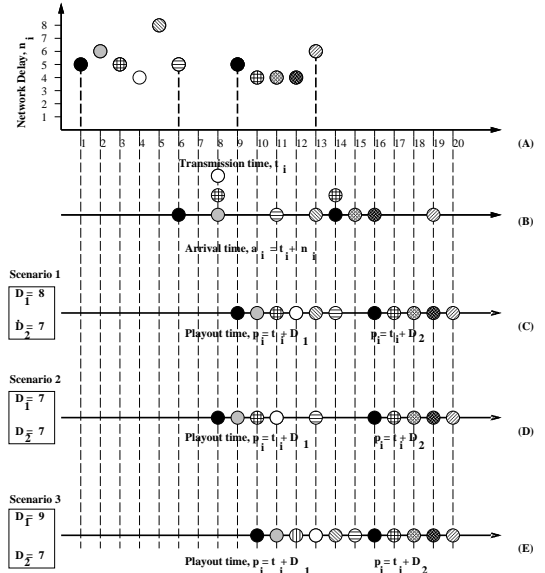 Network Delay, n i
8
7
6
5
4
3
2
1
1 2 3 4 5 6 7 8 9 10 11 12 13 14 15 16 17 18 19 20
(A)
Transmission time, t i
(B)
Arrival time, a i = t i + n i
Scenario 1
D 1 = 8
D 2 = 7
(C)
Playout time, p i = t i + D 1
p i = t i + D 2
Scenario 2
D 1 = 7
D 2 = 7
(D)
Playout time, p i = t i + D 1
p i = t i + D 2
Scenario 3
D 1 = 9
D 2 = 7
(E)
Playout time, p i = t i + D 1
p i = t i + D 2